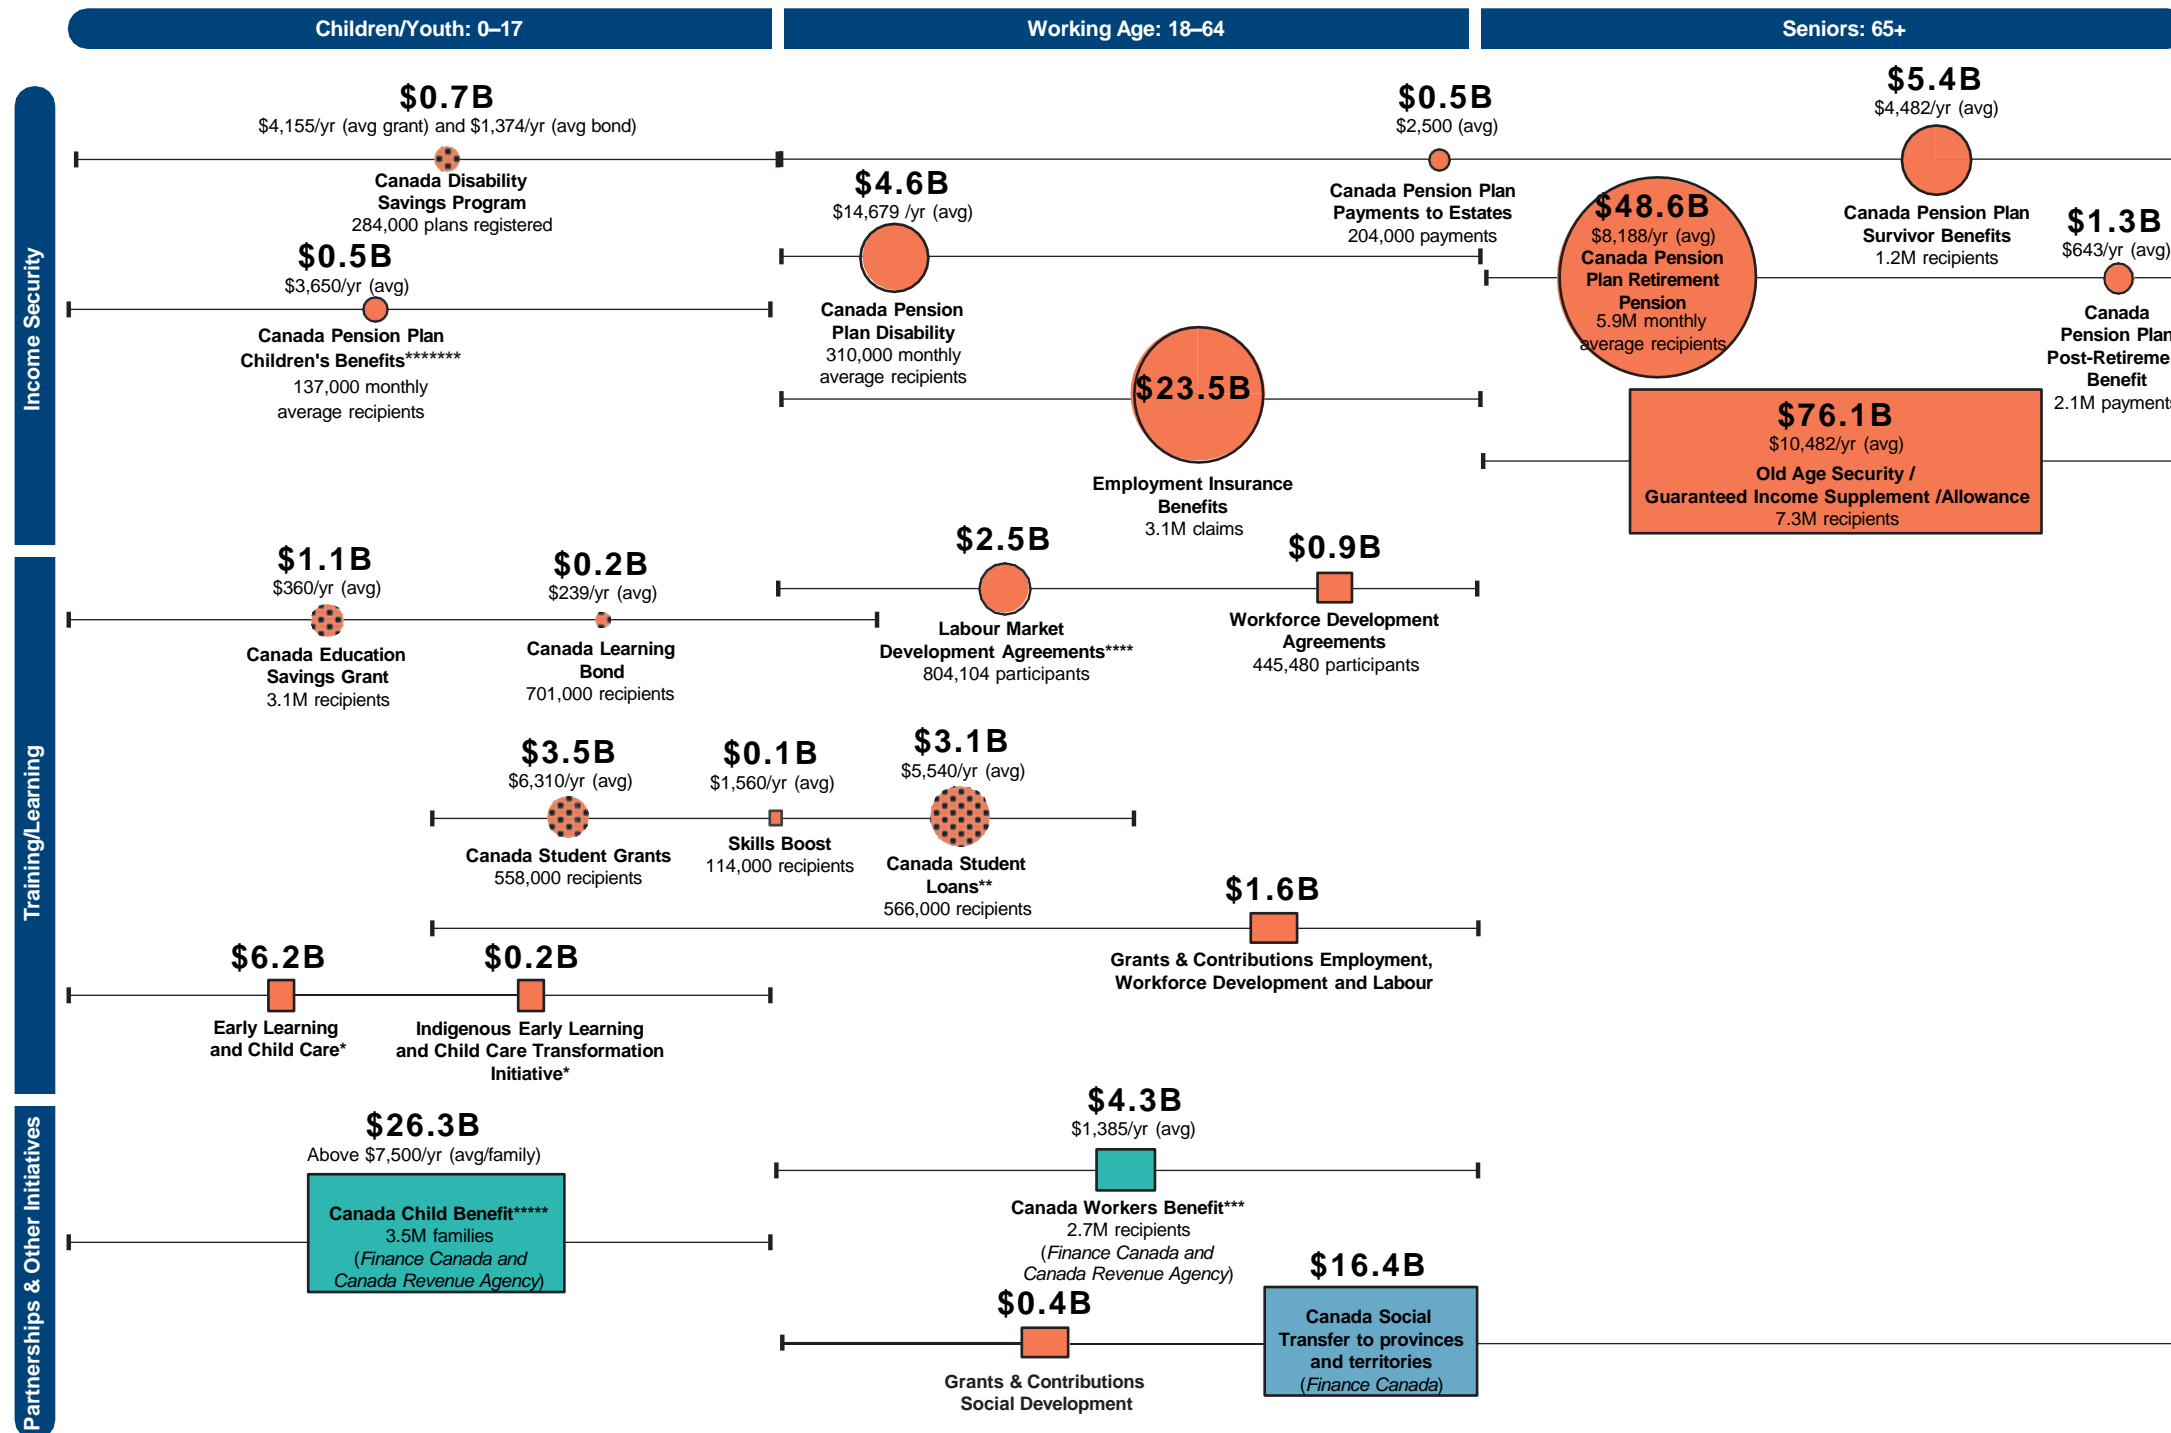 Children/Youth: 0–17
Working Age: 18–64
Seniors: 65+
Income Security
$0.7B
$4,155/yr (avg grant) and $1,374/yr (avg bond)
Canada Disability
Savings Program
284,000 plans registered
$0.5B
$3,650/yr (avg)
Canada Pension Plan
Children's Benefits*******
137,000 monthly
average recipients
$4.6B
$14,679 /yr (avg)
Canada Pension
Plan Disability
310,000 monthly
average recipients
$0.5B
$2,500 (avg)
Canada Pension Plan
Payments to Estates
204,000 payments
$23.5B
Employment Insurance
Benefits
3.1M claims
$5.4B
$4,482/yr (avg)
Canada Pension Plan
Survivor Benefits
1.2M recipients
$48.6B
$8,188/yr (avg)
Canada Pension
Plan Retirement
Pension
5.9M monthly
average recipients
$1.3B
$643/yr (avg)
Canada
Pension Plan
Post-Retireme
Benefit
2.1M payments
$76.1B
$10,482/yr (avg)
Old Age Security /
Guaranteed Income Supplement /Allowance
7.3M recipients
Training/Learning
$1.1B
$360/yr (avg)
Canada Education
Savings Grant
3.1M recipients
$0.2B
$239/yr (avg)
Canada Learning
Bond
701,000 recipients
$2.5B
Labour Market
Development Agreements****
804,104 participants
$0.9B
Workforce Development
Agreements
445,480 participants
$3.5B
$6,310/yr (avg)
Canada Student Grants
558,000 recipients
$0.1B
$1,560/yr (avg)
Skills Boost
114,000 recipients
$3.1B
$5,540/yr (avg)
Canada Student
Loans**
566,000 recipients
$1.6B
Grants & Contributions Employment,
Workforce Development and Labour
$6.2B
Early Learning
and Child Care*
$0.2B
Indigenous Early Learning
and Child Care Transformation
Initiative*
Partnerships & Other Initiatives
$26.3B
Above $7,500/yr (avg/family)
Canada Child Benefit*****
3.5M families
(Finance Canada and
Canada Revenue Agency)
$4.3B
$1,385/yr (avg)
Canada Workers Benefit***
2.7M recipients
(Finance Canada and
Canada Revenue Agency)
$0.4B
Grants & Contributions
Social Development
$16.4B
Canada Social
Transfer to provinces
and territories
(Finance Canada)